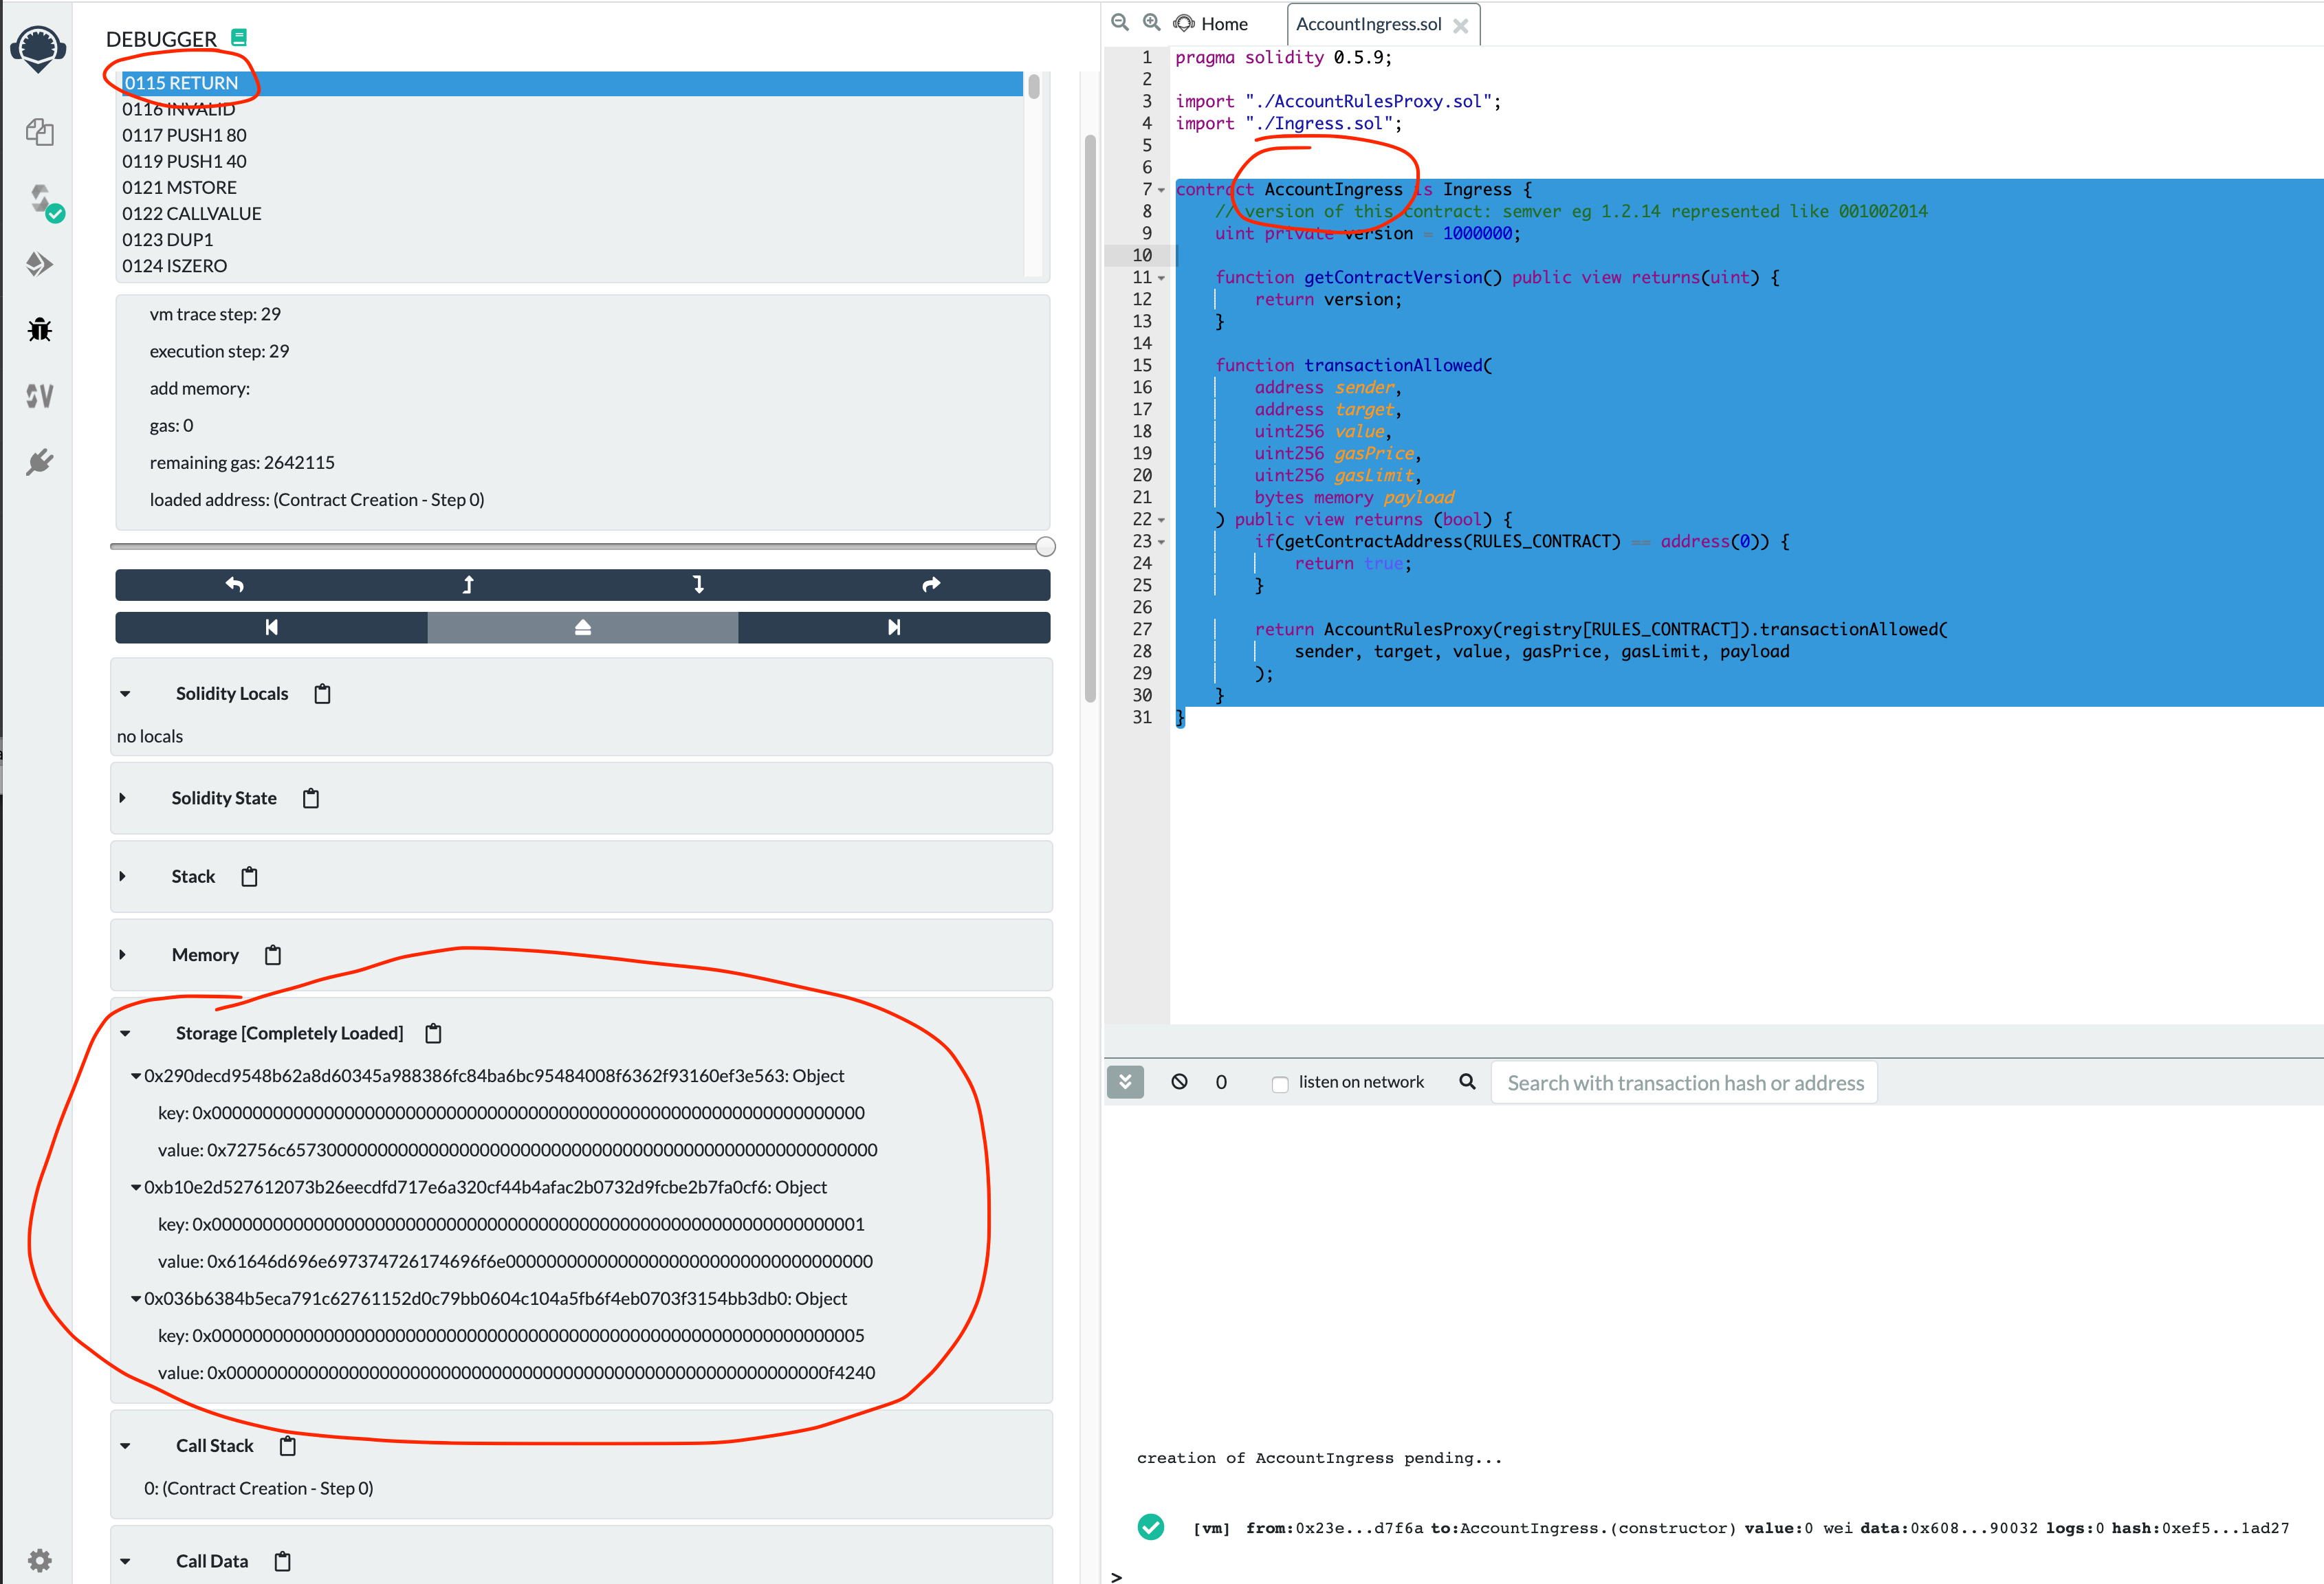 DEBUGGER
0115 RETURN
0116 INVALID
0117 PUSH1 80
0119 PUSH1 40
0121 MSTORE
0122 CALLVALUE
0123 DUP1
0124 ISZERO
vm trace step: 29
execution step: 29
add memory:
gas: 0
remaining gas: 2642115
loaded address: (Contract Creation - Step 0)
Solidity Locals
no locals
Solidity State
Stack
Memory
Storage [Completely Loaded]
0x290decd9548b62a8d60345a988386fc84ba6bc95484008f6362f93160ef3e563: Object
key: 0x0000000000000000000000000000000000000000000000000000000000000000
value: 0x72756c6573000000000000000000000000000000000000000000000000000000
0xb10e2d527612073b26eecdfd717e6a320cf44b4afac2b0732d9fcbe2b7fa0cf6: Object
key: 0x0000000000000000000000000000000000000000000000000000000000000001
value: 0x61646d696e697374726174696f6e000000000000000000000000000000000000
0x036b6384b5eca791c62761152d0c79bb0604c104a5fb6f4eb0703f3154bb3db0: Object
key: 0x0000000000000000000000000000000000000000000000000000000000000005
value: 0x00000000000000000000000000000000000000000000000000000000000f4240
Call Stack
0: (Contract Creation - Step 0)
Call Data
Home
AccountIngress.sol
1 pragma solidity 0.5.9;
2
3 import "./AccountRulesProxy.sol";
4 import "./Ingress.sol";
5
6
7 contract AccountIngress is Ingress {
8 // version of this contract: semver eg 1.2.14 represented like 001002014
9 uint private version = 1000000;
10
11 function getContractVersion() public view returns(uint) {
12 return version;
13 }
14
15 function transactionAllowed(
16 address sender,
17 address target,
18 uint256 value,
19 uint256 gasPrice,
20 uint256 gasLimit,
21 bytes memory payload
22 ) public view returns (bool) {
23 if(getContractAddress(RULES_CONTRACT) == address(0)) {
24 return true;
25 }
26
27 return AccountRulesProxy(registry[RULES_CONTRACT]).transactionAllowed(
28 sender, target, value, gasPrice, gasLimit, payload
29 );
30 }
31 }
0
listen on network
Search with transaction hash or address
creation of AccountIngress pending...
[vm] from:0x23e...d7f6a to:AccountIngress.(constructor) value:0 wei data:0x608...90032 logs:0 hash:0xef5...1ad27
>